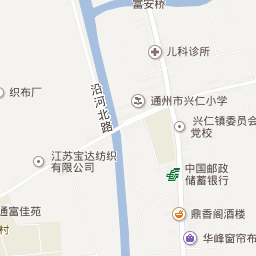 富安桥
儿科诊所
织布厂
沿河北路
通州市兴仁小学
兴仁镇委员会
党校
江苏宝达纺织
有限公司
中国邮政
储蓄银行
通富佳苑
鼎香阁酒楼
村
华峰窗帘布